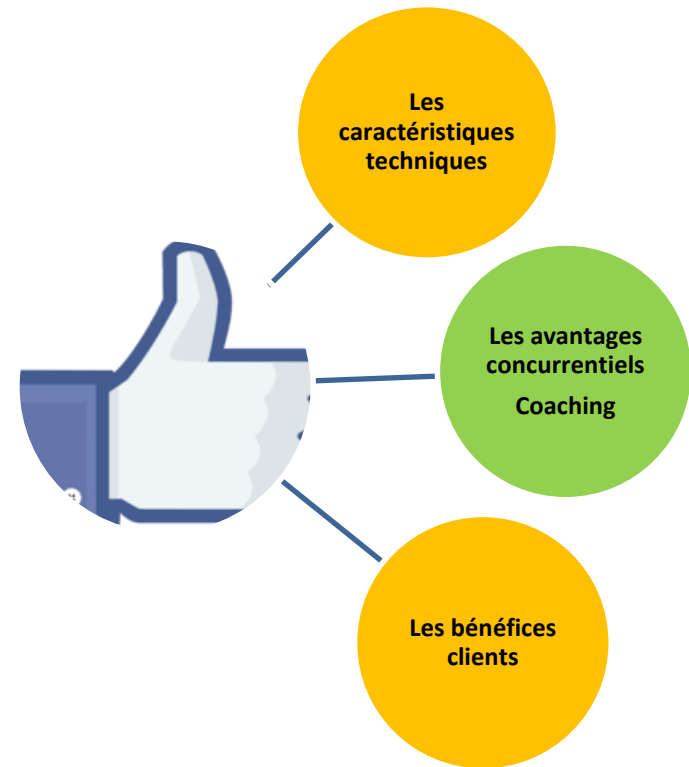 Les
caractéristiques
techniques
Les avantages
concurrentiels
Coaching
Les bénéfices
clients